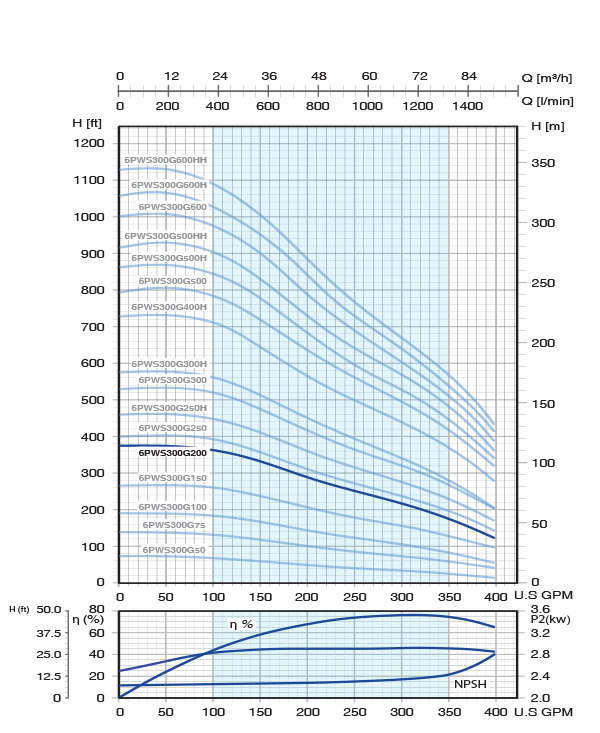 0 12 24 36 48 60 72 84 Q [m³/h]
0 200 400 600 800 1000 1200 1400 Q [l/min]
H [ft] H [m]
1200
350
6PWS300G600HH
1100
6PWS300G600H
6PWS300G600
1000
300
6PWS300Gs00HH
900
6PWS300Gs00H
250
6PWS300Gs00
800
6PWS300G400H
700
200
600
6PWS300G300H
6PWS300G300
500
150
6PWS300G2s0H
6PWS300G2s0
400
6PWS300G200
100
300
6PWS300G1s0
200
6PWS300G100
50
6PWS300G7s
100
6PWS300Gs0
0 0
0 50 100 150 200 250 300 350 400 U.S GPM
H (ft) 50.0 80 3.6
η (%) η % P2(kw)
37.5 60 3.2
25.0 40 2.8
12.5 20 2.4
NPSH
0 0 2.0
0 50 100 150 200 250 300 350 400 U.S GPM